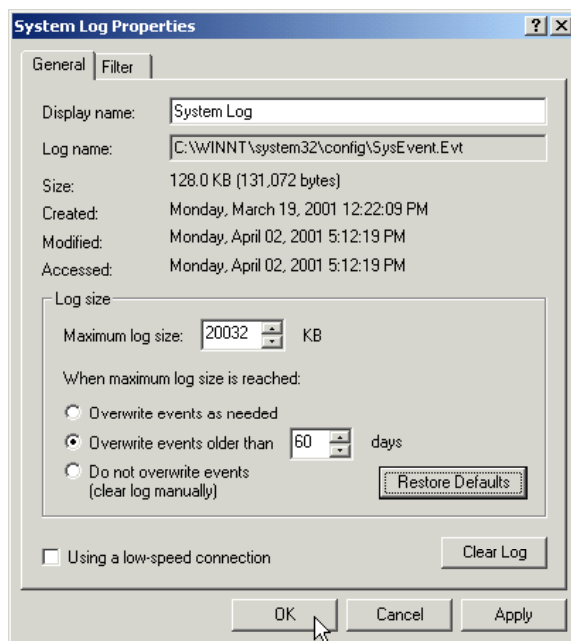 System Log Properties
General Filter
Display name: System Log
Log name: C:\WINNT\system32\config\SysEvent.Evt
Size: 128.0 KB (131,072 bytes)
Created: Monday, March 19, 2001 12:22:09 PM
Modified: Monday, April 02, 2001 5:12:19 PM
Accessed: Monday, April 02, 2001 5:12:19 PM
Log size
Maximum log size: 20032 KB
When maximum log size is reached:
Overwrite events as needed
Overwrite events older than 60 days
Do not overwrite events
(clear log manually)
Restore Defaults
Using a low-speed connection
Clear Log
OK Cancel Apply